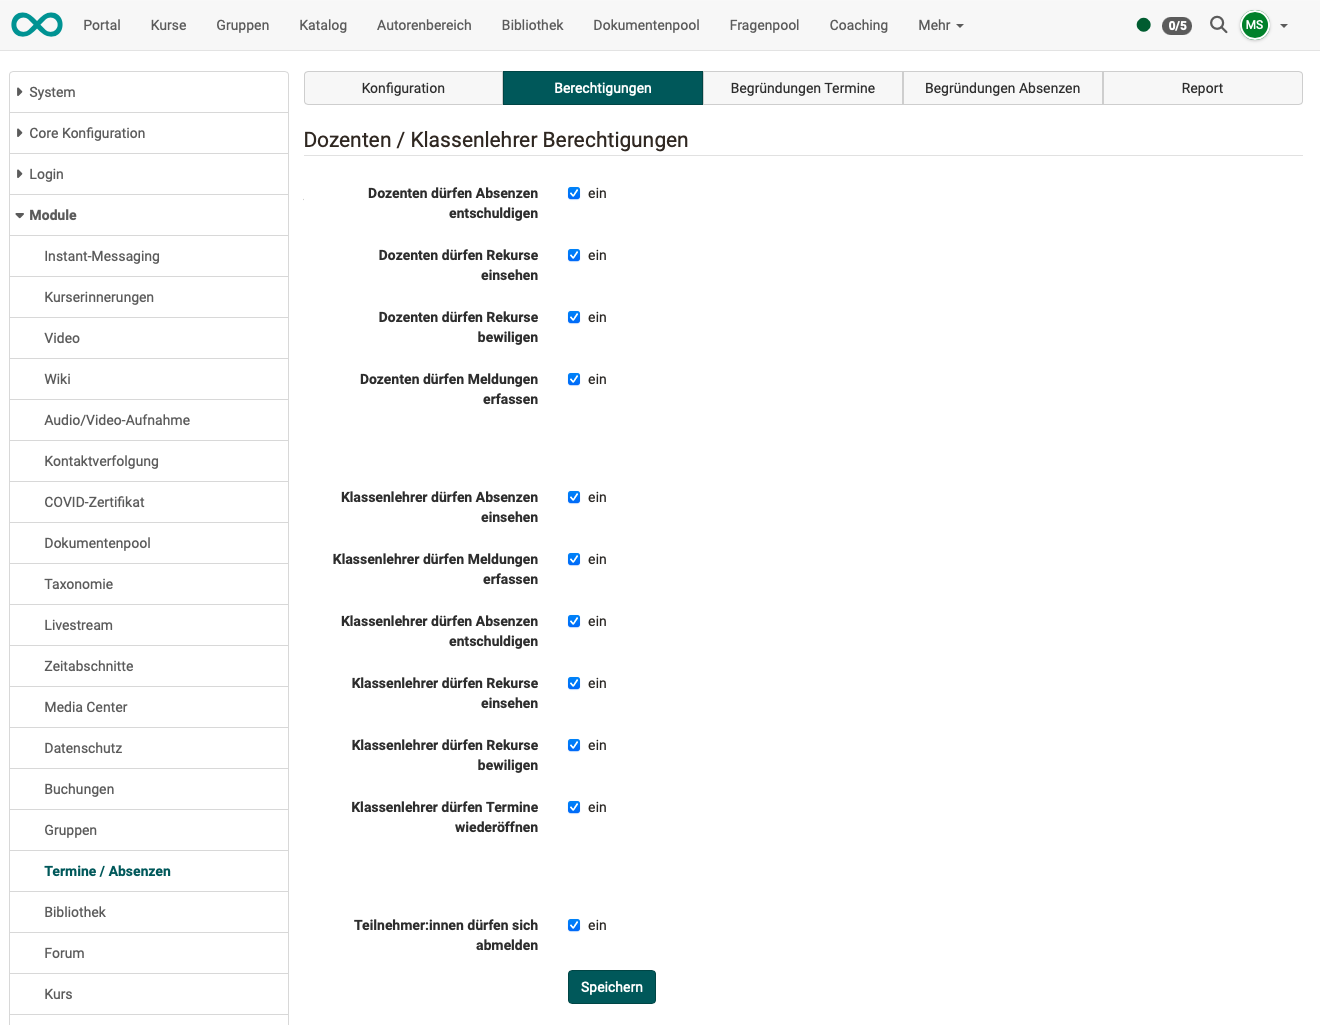 Portal Kurse Gruppen Katalog Autorenbereich Bibliothek Dokumentenpool Fragenpool Coaching Mehr 0/5 MS
System
Core Konfiguration
Login
Module
Instant-Messaging
Kurserinnerungen
Video
Wiki
Audio/Video-Aufnahme
Kontaktverfolgung
COVID-Zertifikat
Dokumentenpool
Taxonomie
Livestream
Zeitabschnitte
Media Center
Datenschutz
Buchungen
Gruppen
Termine / Absenzen
Bibliothek
Forum
Kurs
Konfiguration Berechtigungen Begründungen Termine Begründungen Absenzen Report
Dozenten / Klassenlehrer Berechtigungen
Dozenten dürfen Absenzen ein
entschuldigen
Dozenten dürfen Rekurse ein
einsehen
Dozenten dürfen Rekurse ein
bewiligen
Dozenten dürfen Meldungen ein
erfassen
Klassenlehrer dürfen Absenzen ein
einsehen
Klassenlehrer dürfen Meldungen ein
erfassen
Klassenlehrer dürfen Absenzen ein
entschuldigen
Klassenlehrer dürfen Rekurse ein
einsehen
Klassenlehrer dürfen Rekurse ein
bewiligen
Klassenlehrer dürfen Termine ein
wiederöffnen
Teilnehmer:innen dürfen sich ein
abmelden
Speichern